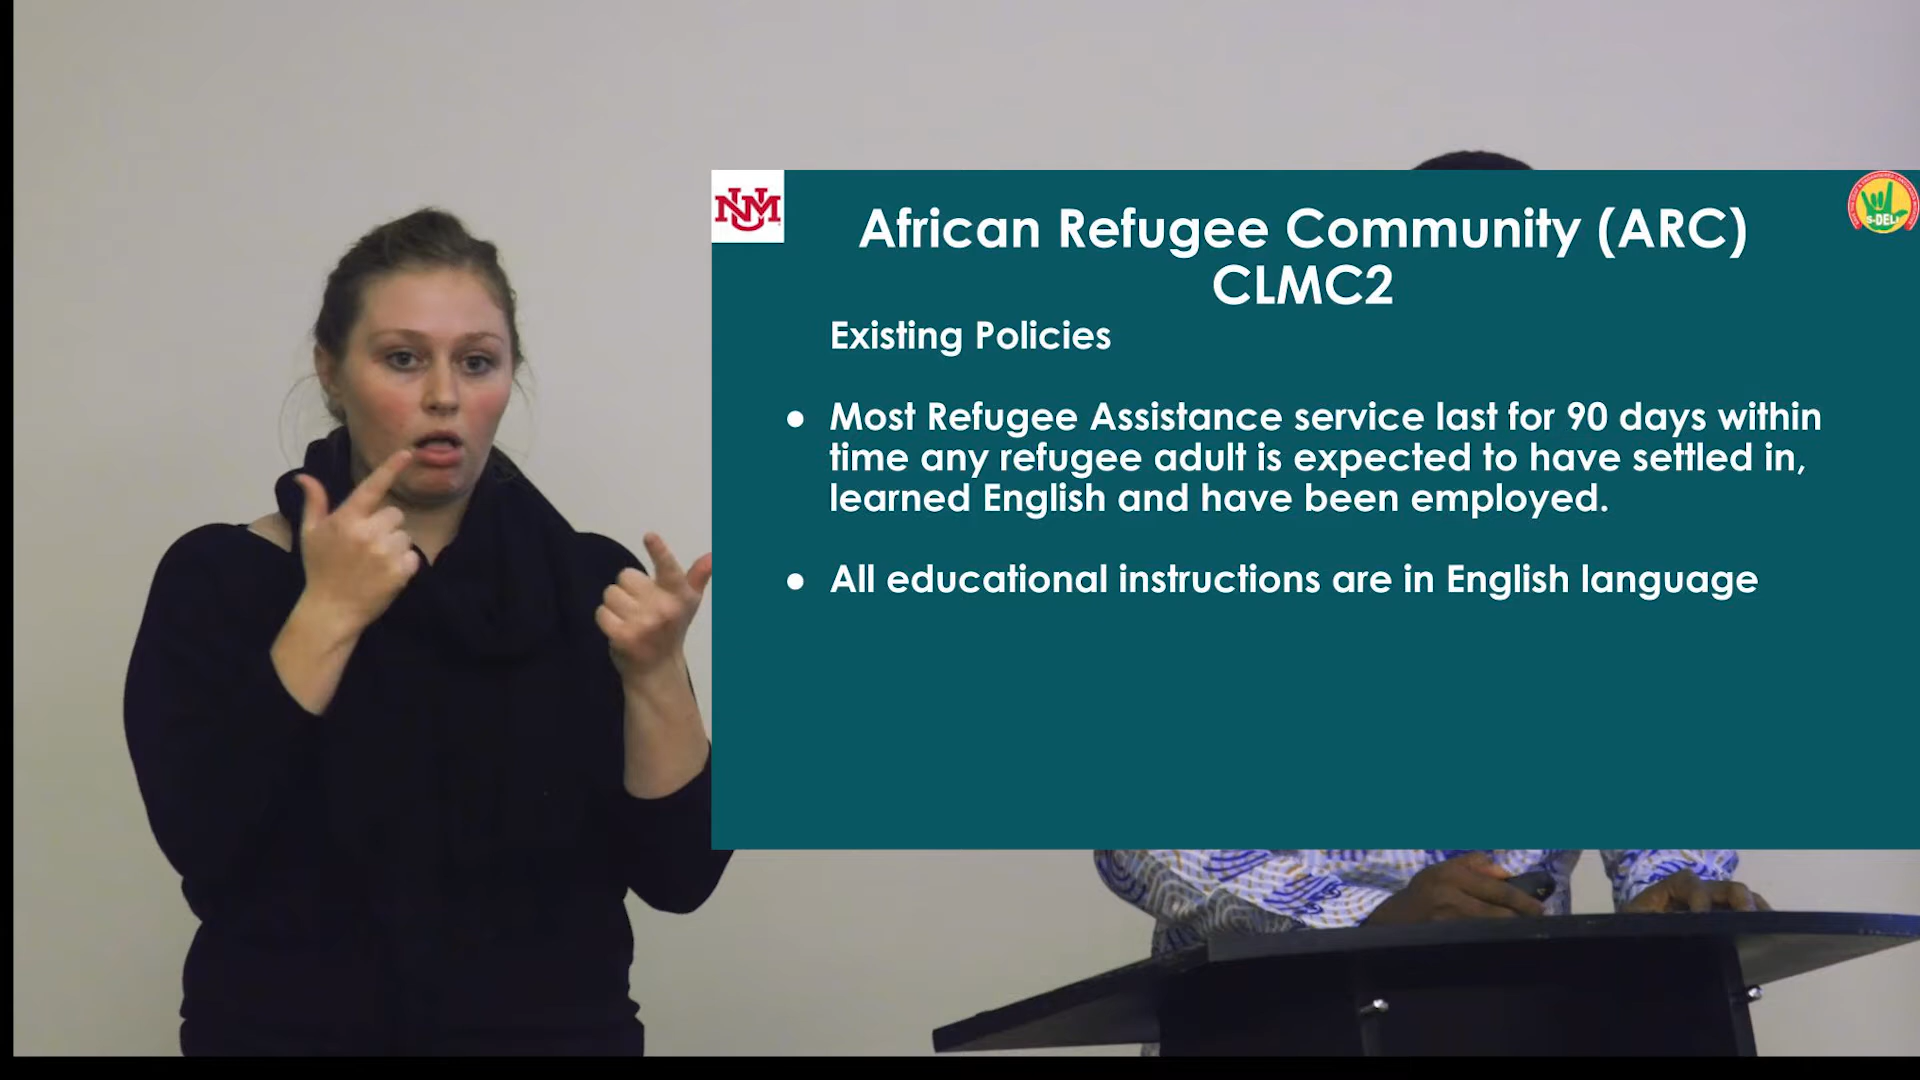 UNM
African Refugee Community (ARC)
CLMC2
S-DELI
Existing Policies
● Most Refugee Assistance service last for 90 days within
time any refugee adult is expected to have settled in,
learned English and have been employed.
● All educational instructions are in English language